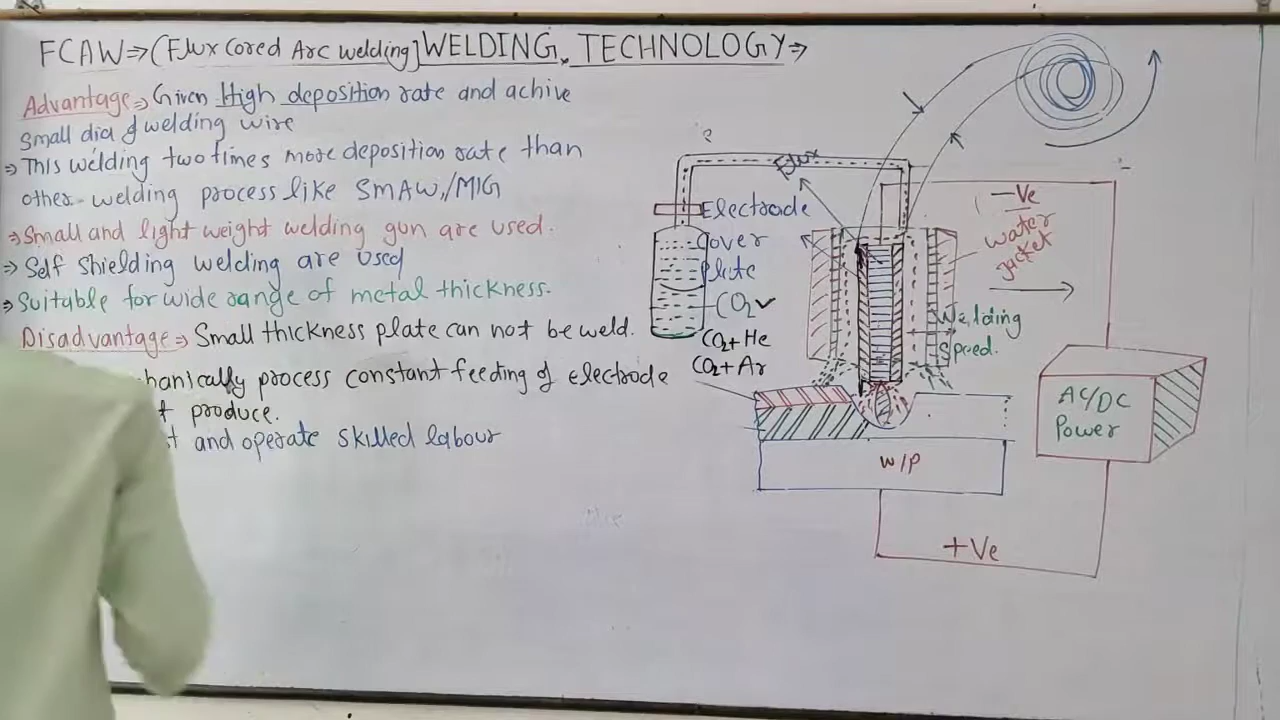 FCAW⇒(Flux Cored Arc welding] WELDING TECHNOLOGY⇒
Advantage⇒ Given High deposition rate and achive
small dia of welding wire
⇒ This welding two times more deposition rate than
other welding process like SMAW/MIG
⇒ Small and light weight welding gun are used.
⇒ Self Shielding welding are used
⇒ Suitable for wide range of metal thickness.
Disadvantage⇒ Small thickness plate can not be weld.
hanically process constant feeding of electrode
produce.
and operate skilled labour
Flux
Electrode
cover
plate
CO₂
CO₂+He
CO₂+Ar
-Ve
water
jacket
Welding
speed.
AC/DC
Power
W/P
+Ve